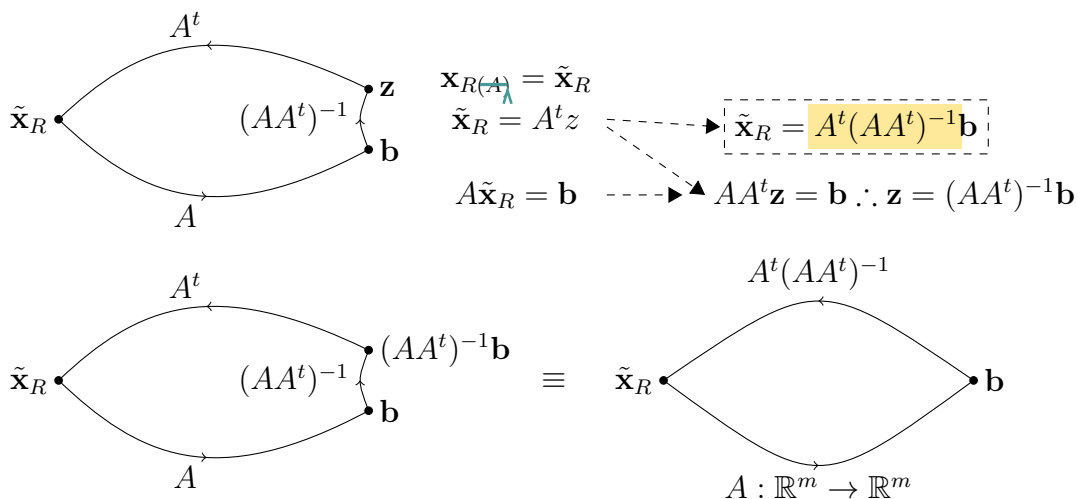 A^t
x̃_R
(AA^t)^{-1}
z
b
A
x_{R(A)} = x̃_R
x̃_R = A^t z
x̃_R = A^t(AA^t)^{-1}b
Ax̃_R = b
AA^t z = b ∴ z = (AA^t)^{-1}b
A^t
x̃_R
(AA^t)^{-1}
(AA^t)^{-1}b
b
A
≡
A^t(AA^t)^{-1}
x̃_R
b
A : ℝ^m → ℝ^m